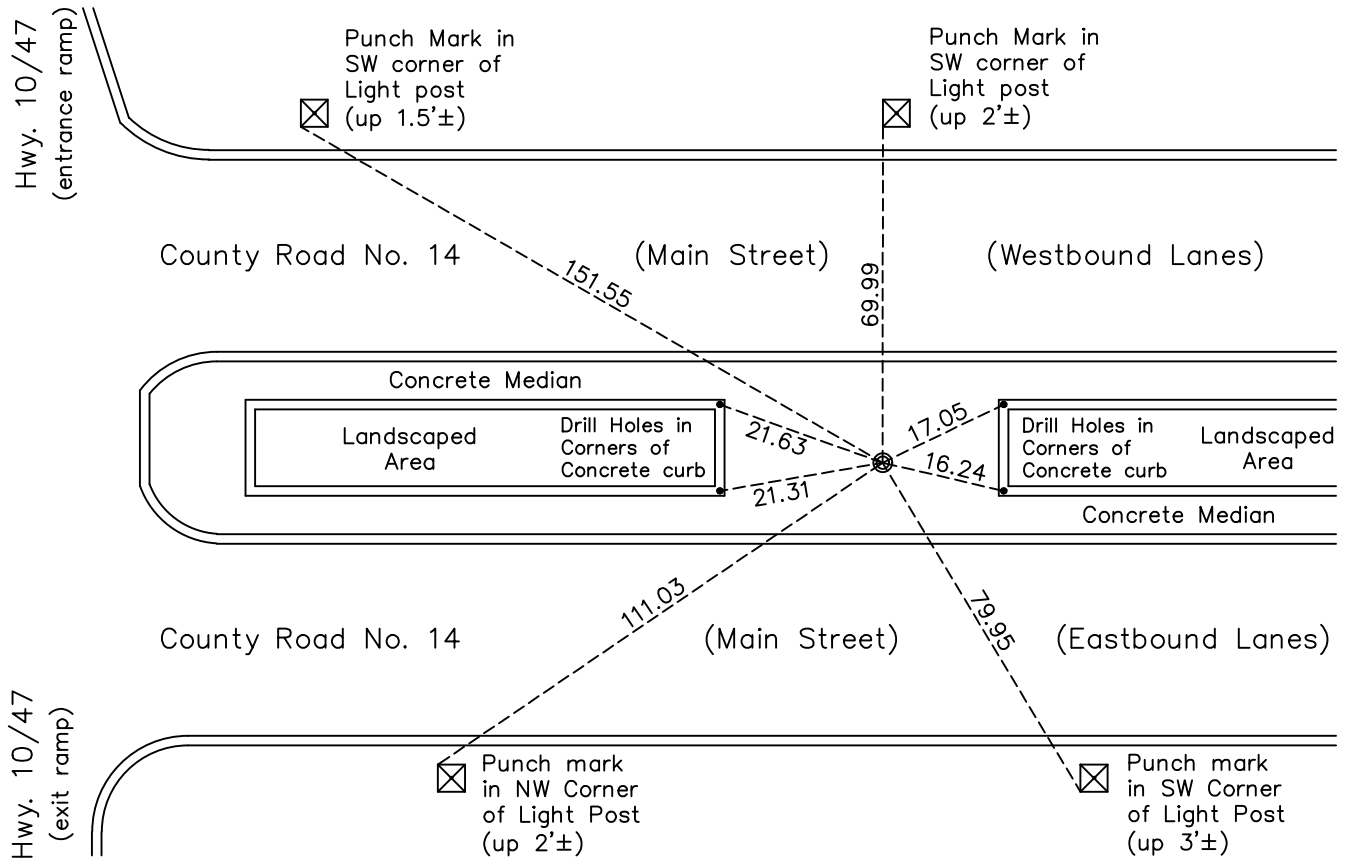 Hwy. 10/47
(entrance ramp)
Punch Mark in
SW corner of
Light post
(up 1.5'±)
Punch Mark in
SW corner of
Light post
(up 2'±)
County Road No. 14
(Main Street)
(Westbound Lanes)
151.55
69.99
Concrete Median
Landscaped
Area
Drill Holes in
Corners of
Concrete curb
21.63
21.31
17.05
16.24
Drill Holes in
Corners of
Concrete curb
Landscaped
Area
Concrete Median
111.03
79.95
County Road No. 14
(Main Street)
(Eastbound Lanes)
Hwy. 10/47
(exit ramp)
Punch mark
in NW Corner
of Light Post
(up 2'±)
Punch mark
in SW Corner
of Light Post
(up 3'±)